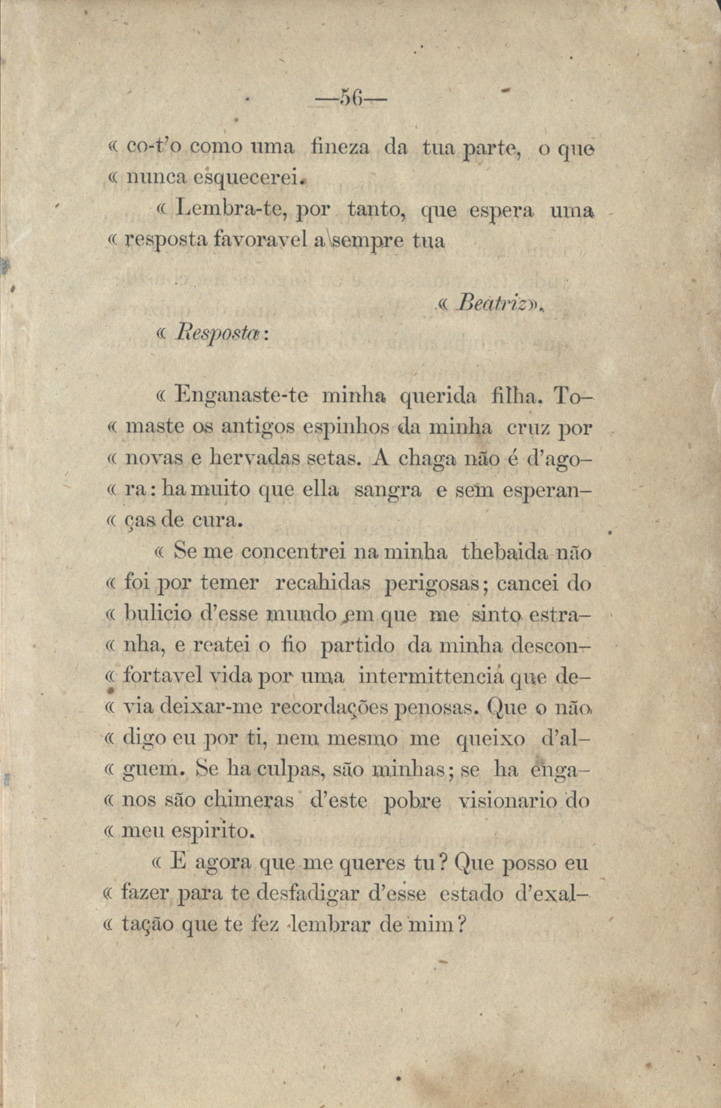 —56—
« co-t'o como uma fineza da tua parte, o que
« nunca esquecerei.
« Lembra-te, por tanto, que espera uma
« resposta favoravel a sempre tua
« Beatriz».
« Resposta:
« Enganaste-te minha querida filha. To-
« maste os antigos espinhos da minha cruz por
« novas e hervadas setas. A chaga não é d'ago-
« ra: ha muito que ella sangra e sem esperan-
« ças de cura.
« Se me concentrei na minha thebaida não
« foi por temer recahidas perigosas; cancei do
« bulicio d'esse mundo em que me sinto estra-
« nha, e reatei o fio partido da minha descon-
« fortavel vida por uma intermittencia que de-
« via deixar-me recordações penosas. Que o não
« digo eu por ti, nem mesmo me queixo d'al-
« guem. Se ha culpas, são minhas; se ha enga-
« nos são chimeras d'este pobre visionario do
« meu espirito.
« E agora que me queres tu? Que posso eu
« fazer para te desfadigar d'esse estado d'exal-
« tação que te fez lembrar de mim?